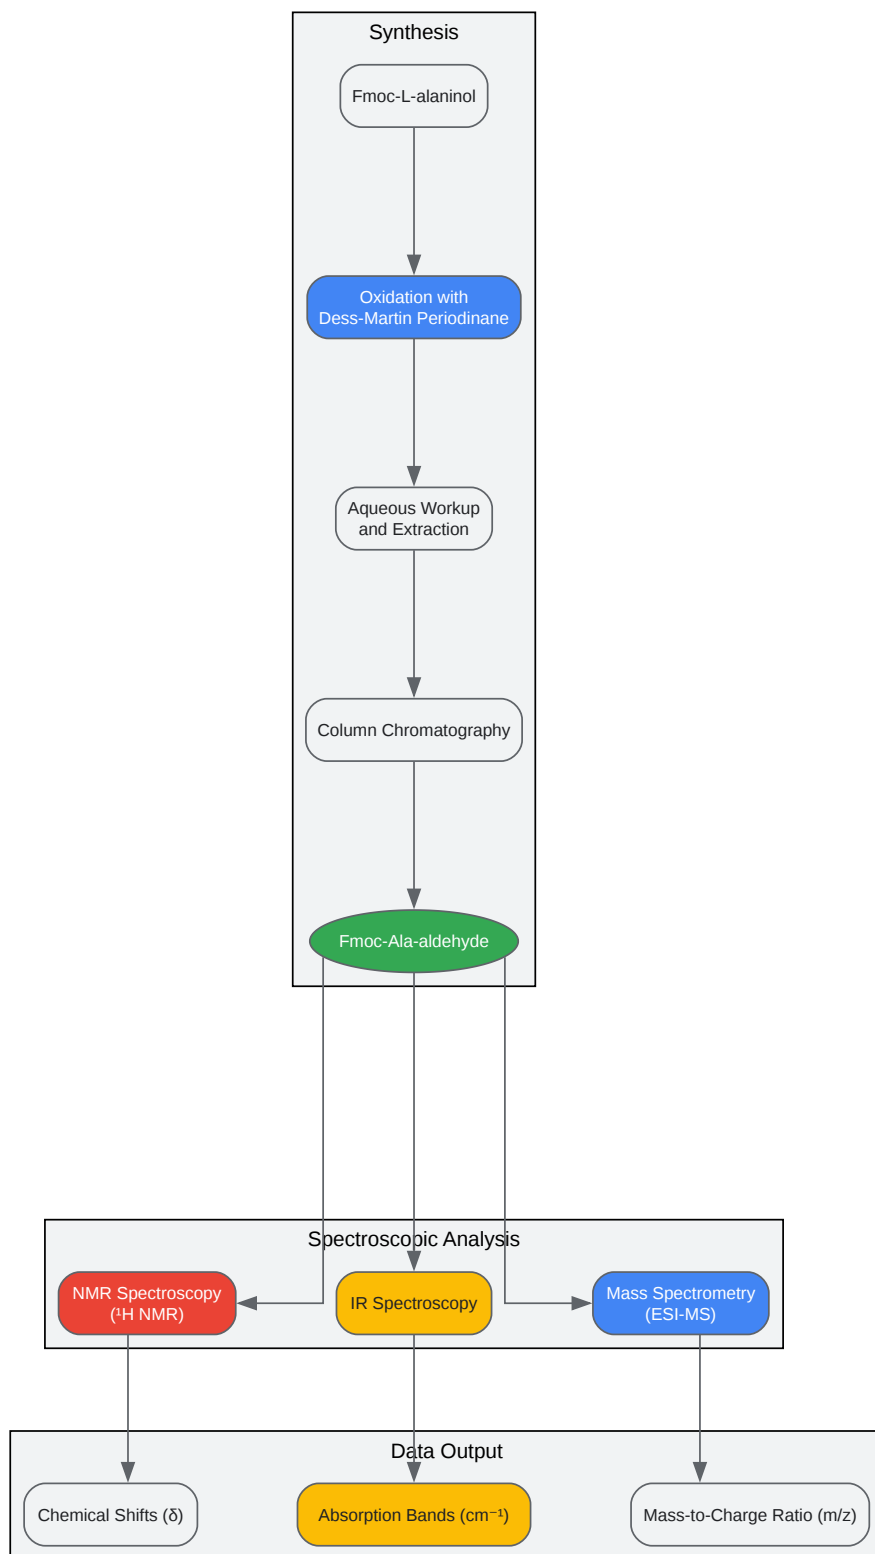 Synthesis
Fmoc-L-alaninol
Oxidation with
Dess-Martin Periodinane
Aqueous Workup
and Extraction
Column Chromatography
Fmoc-Ala-aldehyde
Spectroscopic Analysis
NMR Spectroscopy
(¹H NMR)
IR Spectroscopy
Mass Spectrometry
(ESI-MS)
Data Output
Chemical Shifts (δ)
Absorption Bands (cm⁻¹)
Mass-to-Charge Ratio (m/z)